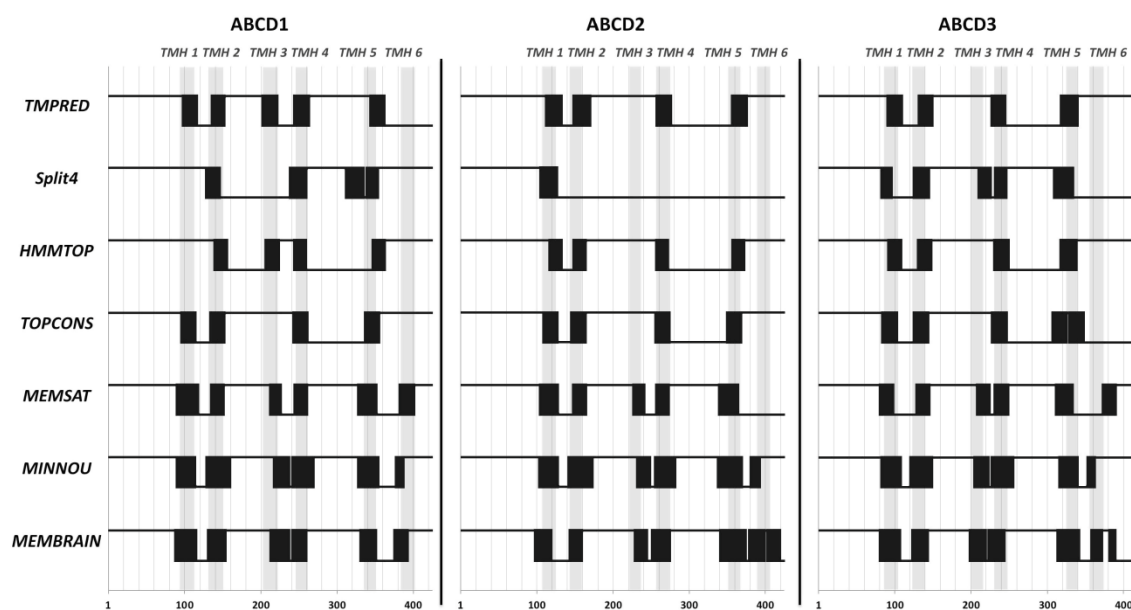 ABCD1 ABCD2 ABCD3
TMH 1 TMH 2 TMH 3 TMH 4 TMH 5 TMH 6 TMH 1 TMH 2 TMH 3 TMH 4 TMH 5 TMH 6 TMH 1 TMH 2 TMH 3 TMH 4 TMH 5 TMH 6
TMPRED
Split4
HMMTOP
TOPCONS
MEMSAT
MINNOU
MEMBRAIN
1 100 200 300 400 1 100 200 300 400 1 100 200 300 400